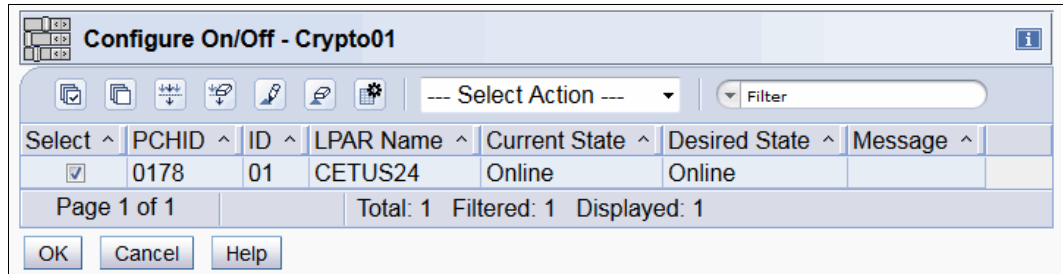 Configure On/Off - Crypto01 i
--- Select Action --- Filter
Select ^ PCHID ^ ID ^ LPAR Name ^ Current State ^ Desired State ^ Message ^
0178 01 CETUS24 Online Online
Page 1 of 1 Total: 1 Filtered: 1 Displayed: 1
OK Cancel Help